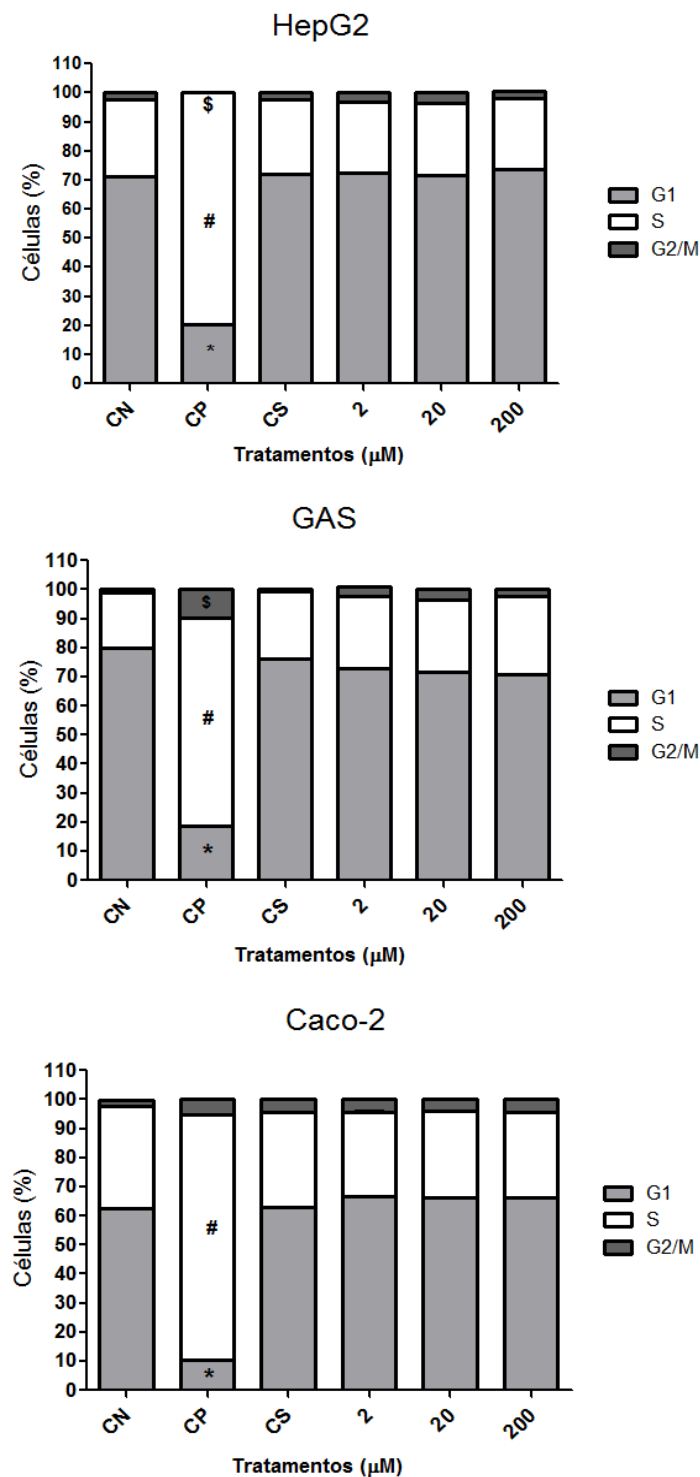 HepG2
110
100
90
80
70
60
50
40
30
20
10
0
Células (%)
$
#
*
CN
CP
CS
2
20
200
Tratamentos (μM)
G1
S
G2/M
GAS
110
100
90
80
70
60
50
40
30
20
10
0
Células (%)
$
#
*
CN
CP
CS
2
20
200
Tratamentos (μM)
G1
S
G2/M
Caco-2
110
100
90
80
70
60
50
40
30
20
10
0
Células (%)
#
*
CN
CP
CS
2
20
200
Tratamentos (μM)
G1
S
G2/M